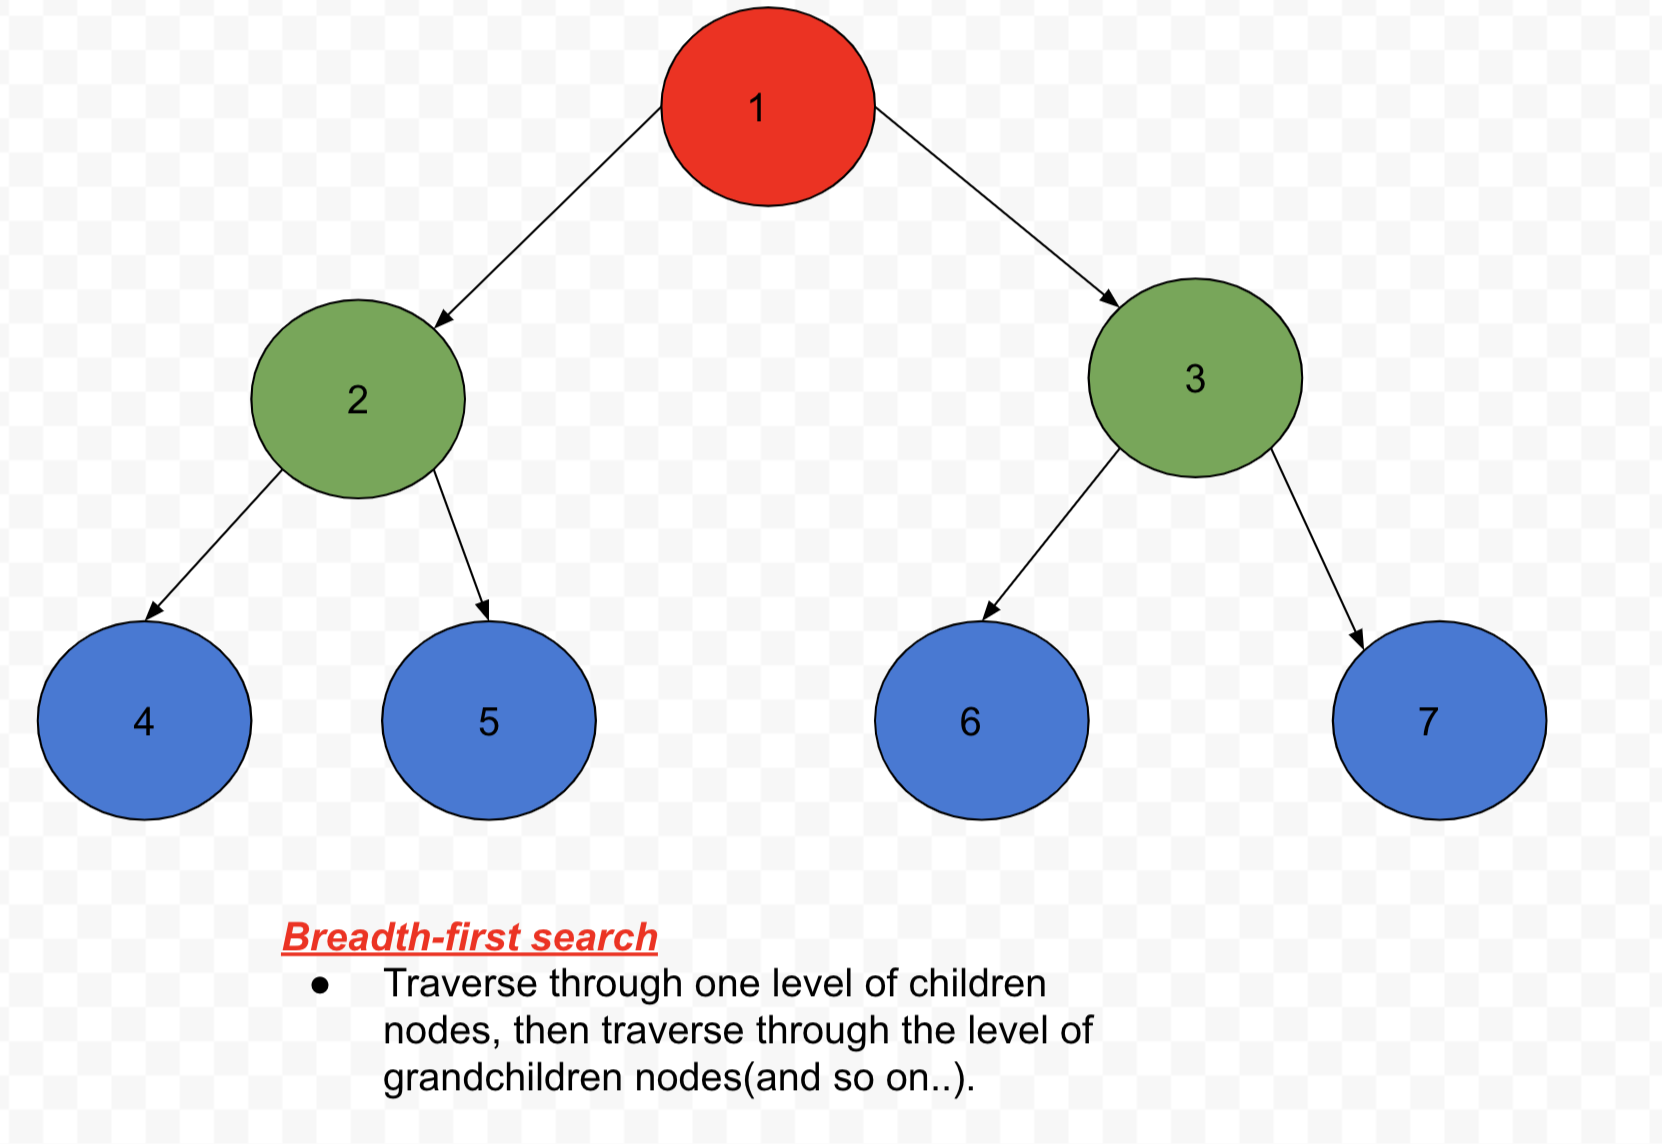 1
2
3
4
5
6
7
Breadth-first search
● Traverse through one level of children
nodes, then traverse through the level of
grandchildren nodes(and so on..).